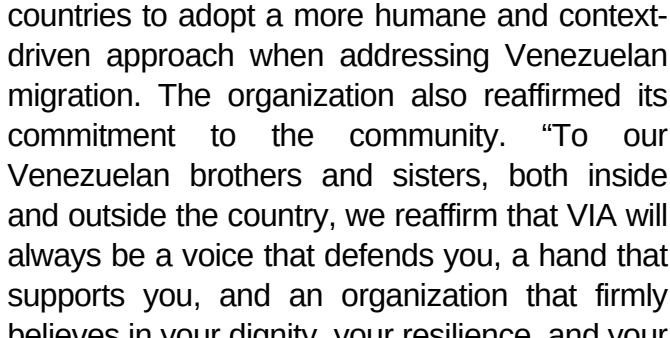 countries to adopt a more humane and context-
driven approach when addressing Venezuelan
migration. The organization also reaffirmed its
commitment to the community. “To our
Venezuelan brothers and sisters, both inside
and outside the country, we reaffirm that VIA will
always be a voice that defends you, a hand that
supports you, and an organization that firmly
believes in your dignity, your resilience, and your